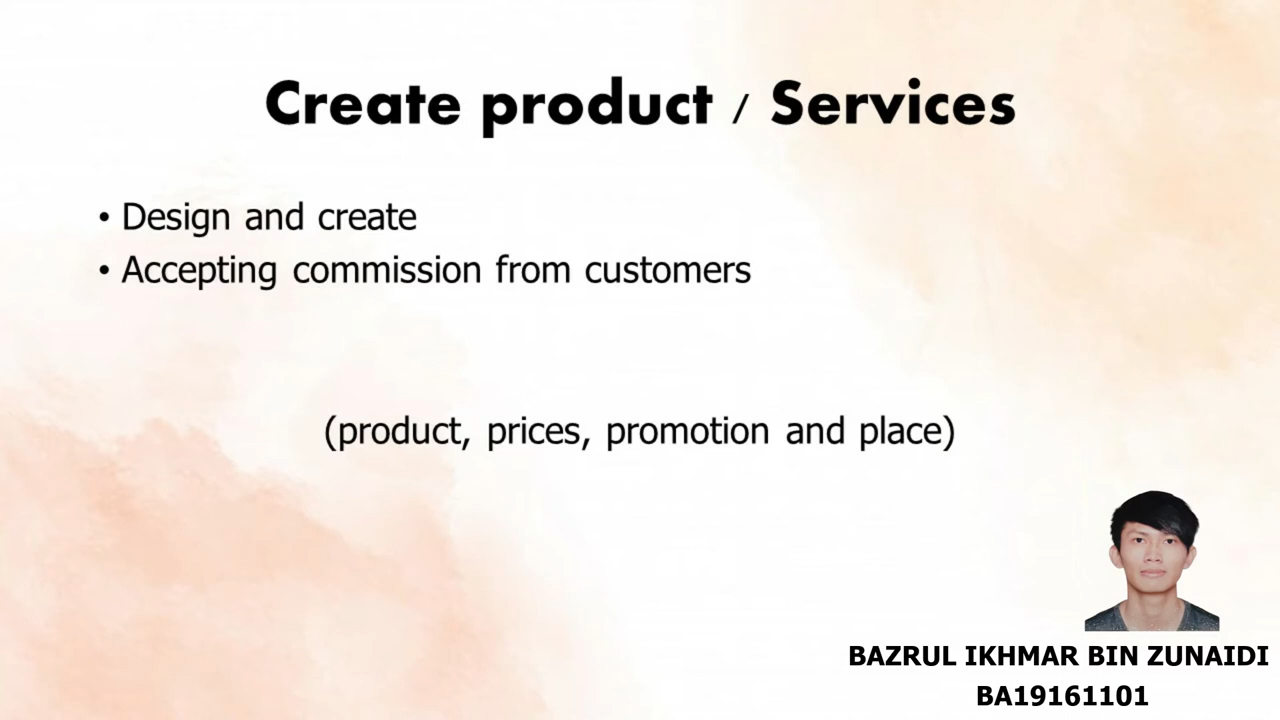 Create product / Services
• Design and create
• Accepting commission from customers
(product, prices, promotion and place)
BAZRUL IKHMAR BIN ZUNAIDI
BA19161101